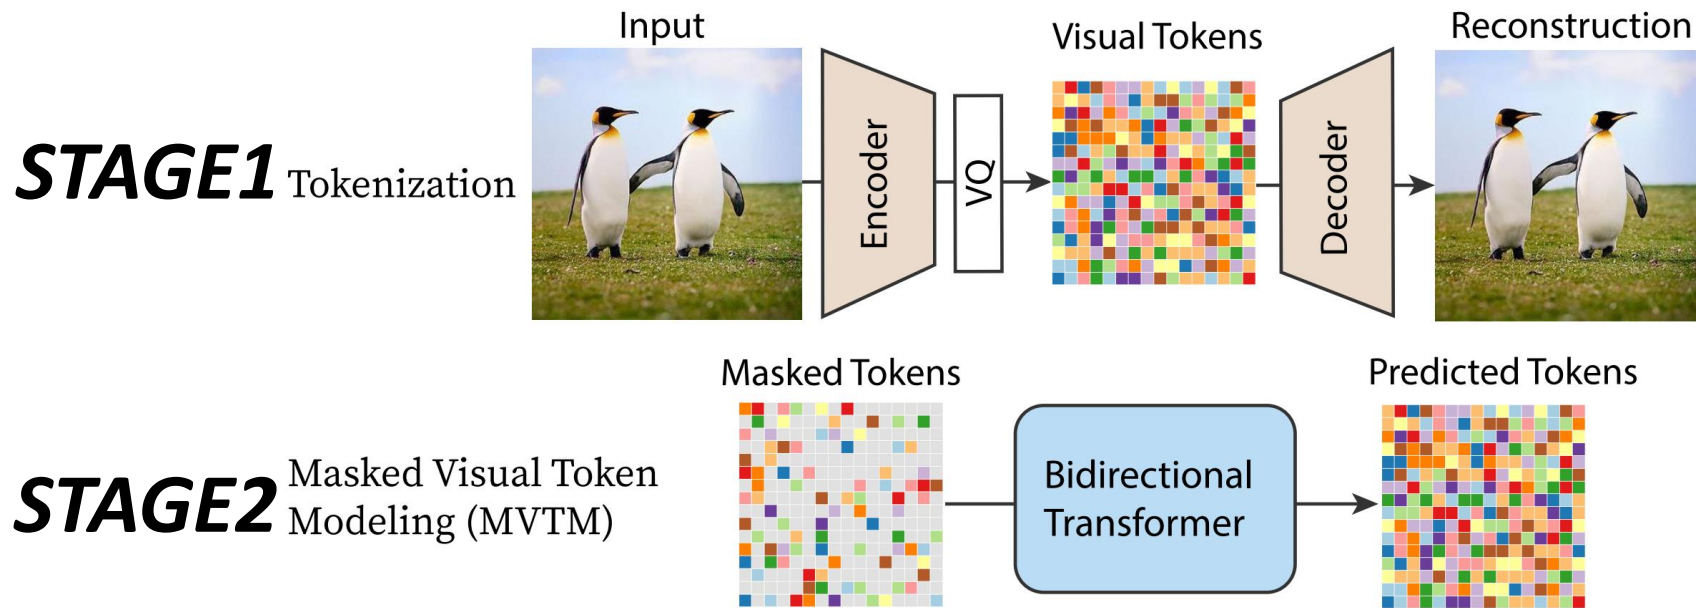 Input
Visual Tokens
Reconstruction
STAGE1 Tokenization
Encoder
VQ
Decoder
Masked Tokens
Predicted Tokens
STAGE2
Masked Visual Token
Modeling (MVTM)
Bidirectional
Transformer